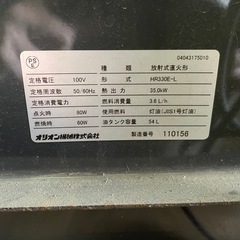 PS
E
04043175010
定格電圧 100V
定格周波数 50/60Hz
定格消費電力
点火時 80W
燃焼時 60W
種類 放射式直火形
形式 HR330E-L
熱出力 35.0kW
燃料消費量 3.6L/h
使用燃料 灯油(JIS1号灯油)
油タンク容量 54L
オリオン機械株式会社
製造番号 110156